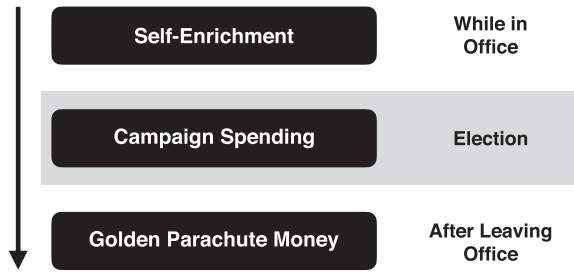 Self-Enrichment
While in
Office
Campaign Spending
Election
Golden Parachute Money
After Leaving
Office